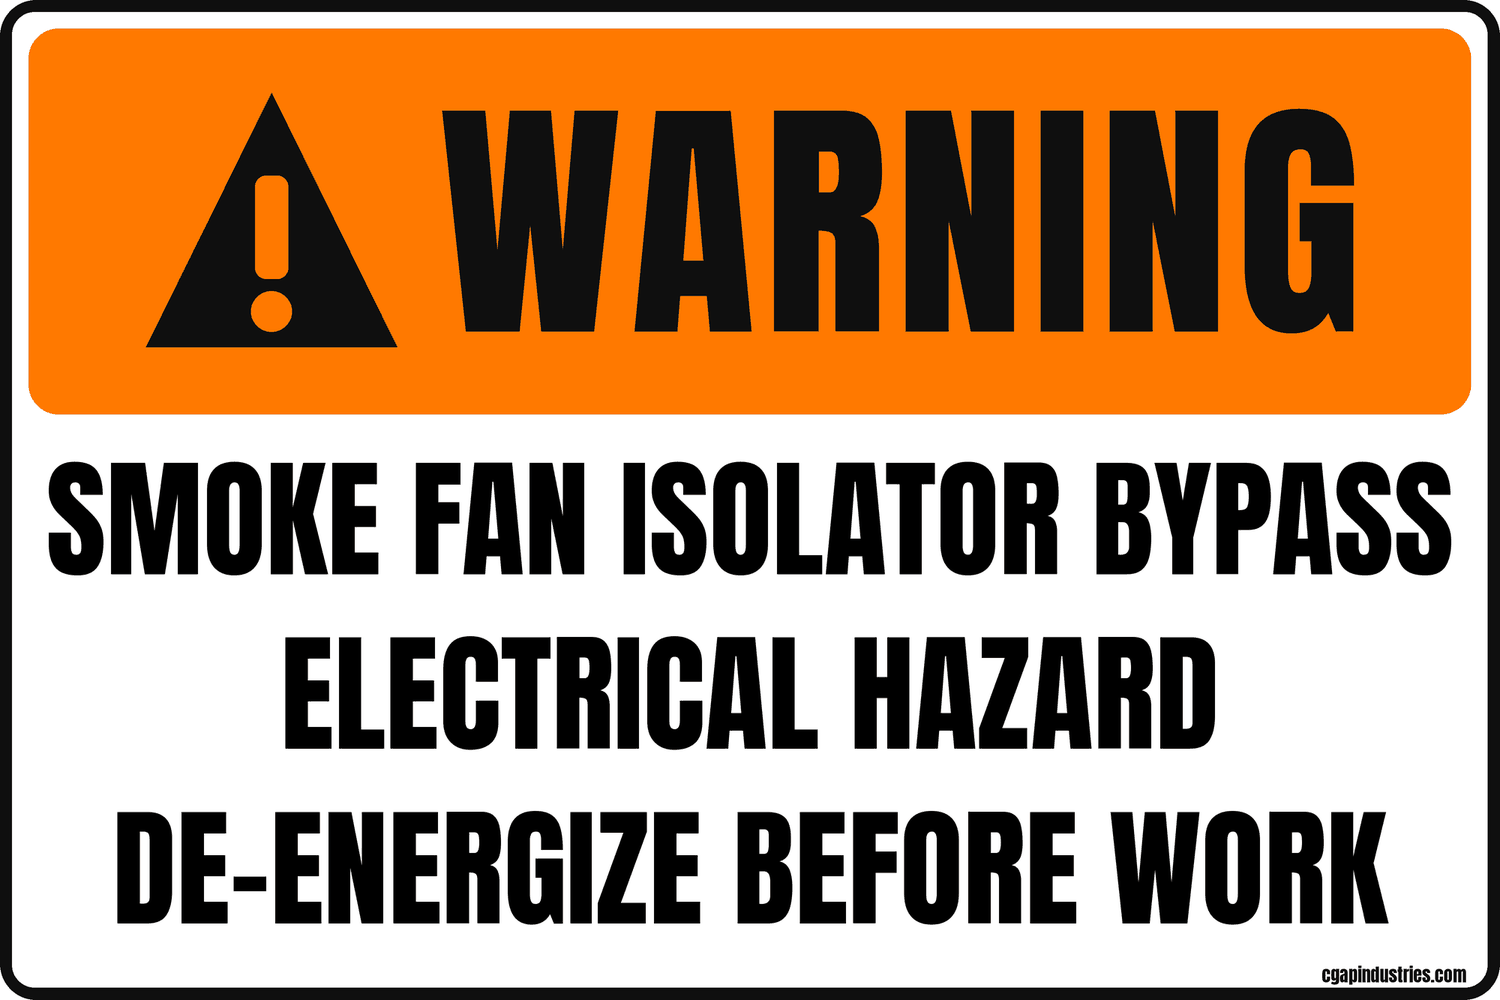 WARNING
SMOKE FAN ISOLATOR BYPASS
ELECTRICAL HAZARD
DE-ENERGIZE BEFORE WORK
cgapindustries.com